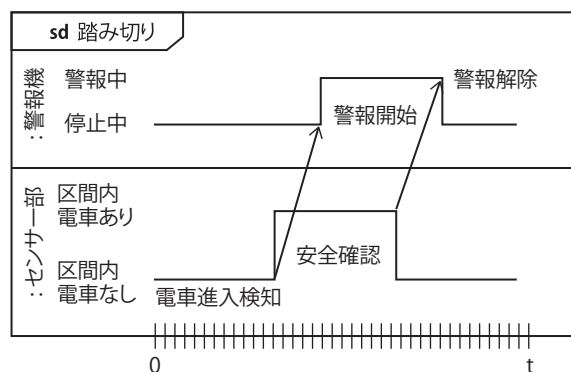 sd 踏み切り
:警報機
警報中
停止中
警報開始
警報解除
:センサー部
区間内
電車あり
区間内
電車なし
安全確認
電車進入検知
0
t